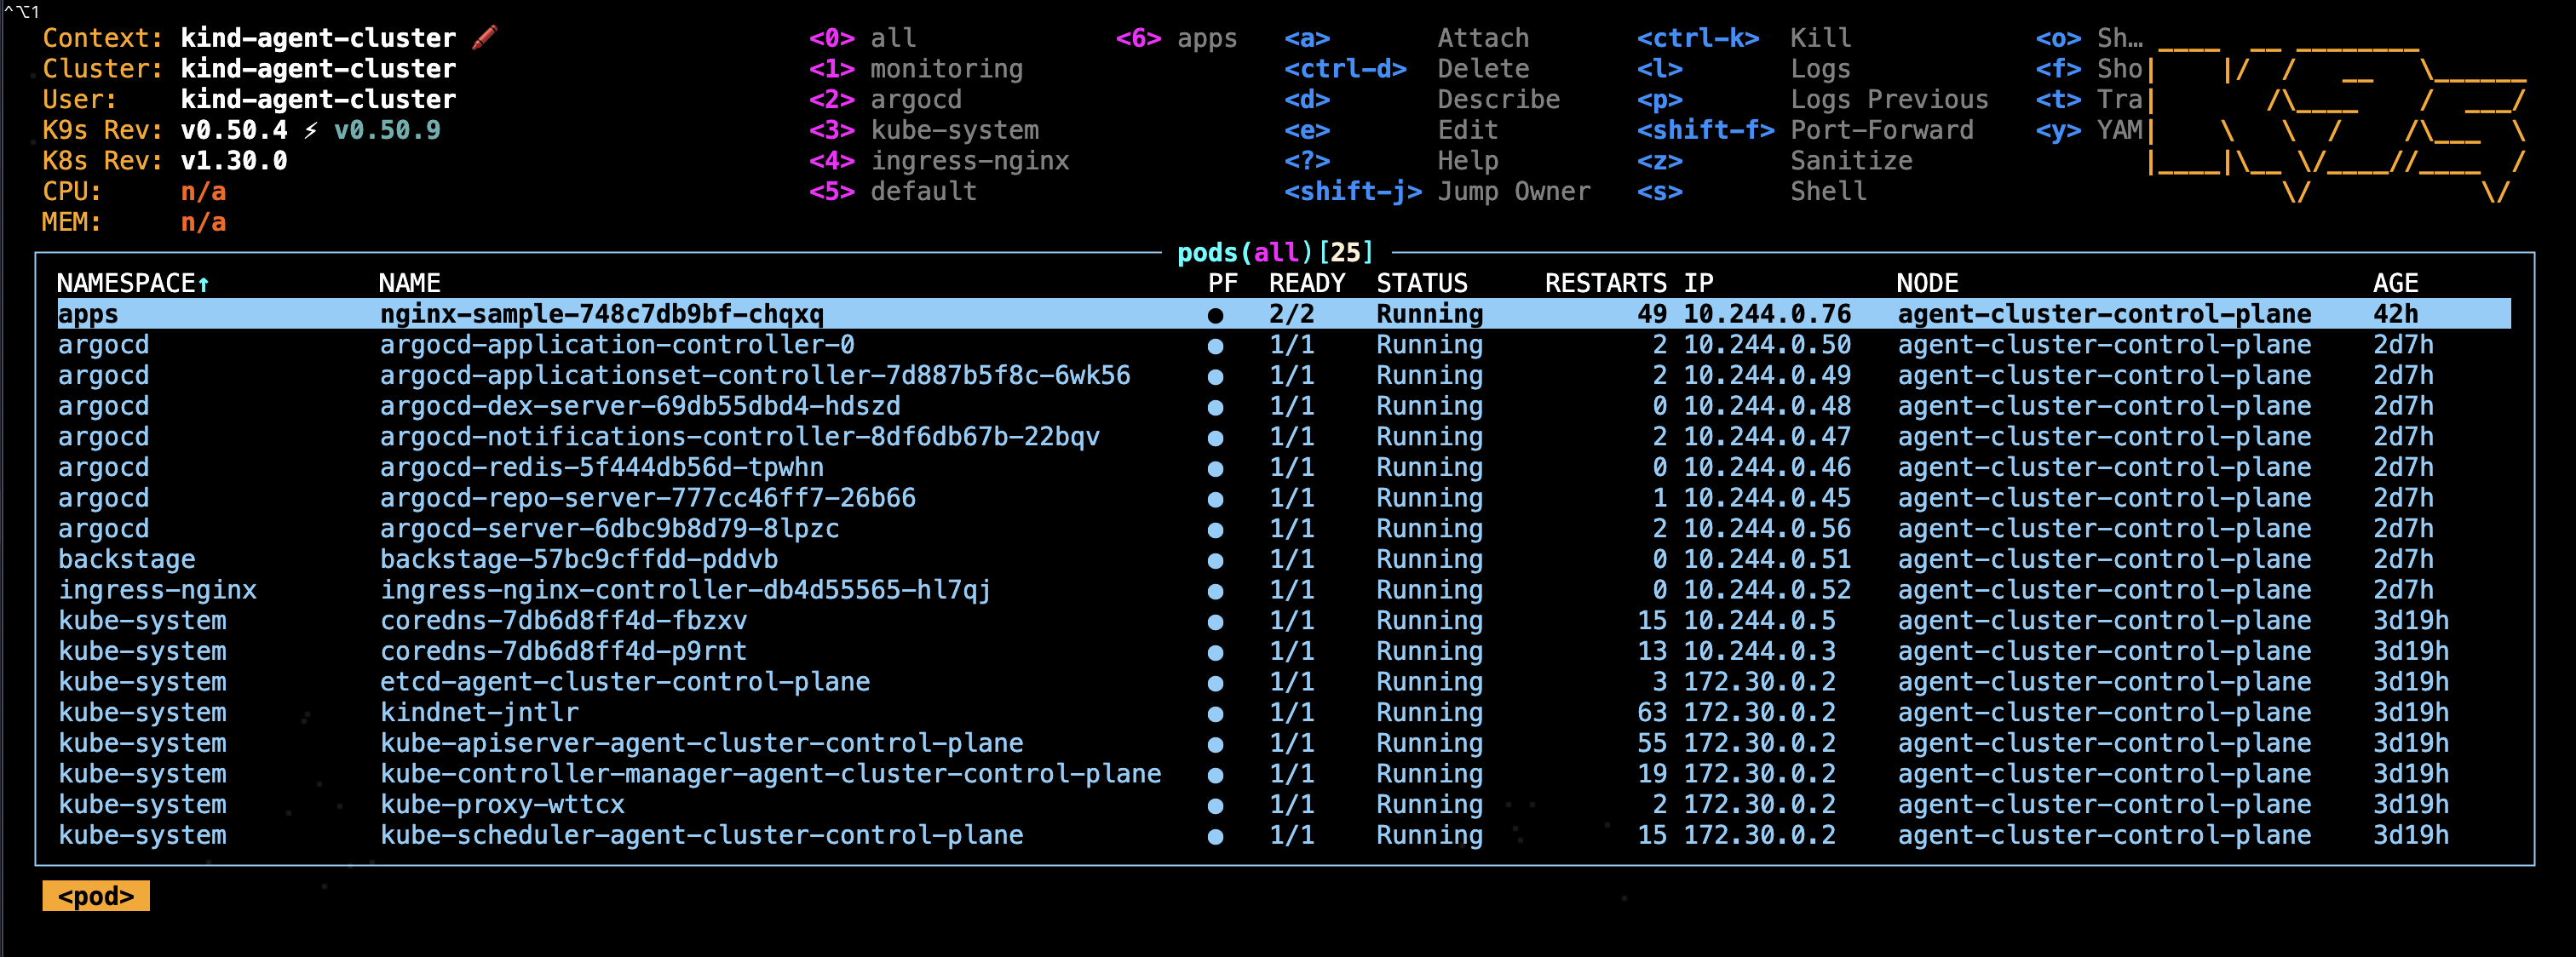 ^⌥1
Context: kind-agent-cluster <0> all <6> apps <a> Attach <ctrl-k> Kill <o> Sh…
Cluster: kind-agent-cluster <1> monitoring <ctrl-d> Delete <l> Logs <f> Sho
User: kind-agent-cluster <2> argocd <d> Describe <p> Logs Previous <t> Tra
K9s Rev: v0.50.4 ⚡ v0.50.9 <3> kube-system <e> Edit <shift-f> Port-Forward <y> YAM
K8s Rev: v1.30.0 <4> ingress-nginx <?> Help <z> Sanitize
CPU: n/a <5> default <shift-j> Jump Owner <s> Shell
MEM: n/a
pods(all)[25]
NAMESPACE↑ NAME PF READY STATUS RESTARTS IP NODE AGE
apps nginx-sample-748c7db9bf-chqxq ● 2/2 Running 49 10.244.0.76 agent-cluster-control-plane 42h
argocd argocd-application-controller-0 ● 1/1 Running 2 10.244.0.50 agent-cluster-control-plane 2d7h
argocd argocd-applicationset-controller-7d887b5f8c-6wk56 ● 1/1 Running 2 10.244.0.49 agent-cluster-control-plane 2d7h
argocd argocd-dex-server-69db55dbd4-hdszd ● 1/1 Running 0 10.244.0.48 agent-cluster-control-plane 2d7h
argocd argocd-notifications-controller-8df6db67b-22bqv ● 1/1 Running 2 10.244.0.47 agent-cluster-control-plane 2d7h
argocd argocd-redis-5f444db56d-tpwhn ● 1/1 Running 0 10.244.0.46 agent-cluster-control-plane 2d7h
argocd argocd-repo-server-777cc46ff7-26b66 ● 1/1 Running 1 10.244.0.45 agent-cluster-control-plane 2d7h
argocd argocd-server-6dbc9b8d79-8lpzc ● 1/1 Running 2 10.244.0.56 agent-cluster-control-plane 2d7h
backstage backstage-57bc9cffdd-pddvb ● 1/1 Running 0 10.244.0.51 agent-cluster-control-plane 2d7h
ingress-nginx ingress-nginx-controller-db4d55565-hl7qj ● 1/1 Running 0 10.244.0.52 agent-cluster-control-plane 2d7h
kube-system coredns-7db6d8ff4d-fbzxv ● 1/1 Running 15 10.244.0.5 agent-cluster-control-plane 3d19h
kube-system coredns-7db6d8ff4d-p9rnt ● 1/1 Running 13 10.244.0.3 agent-cluster-control-plane 3d19h
kube-system etcd-agent-cluster-control-plane ● 1/1 Running 3 172.30.0.2 agent-cluster-control-plane 3d19h
kube-system kindnet-jntlr ● 1/1 Running 63 172.30.0.2 agent-cluster-control-plane 3d19h
kube-system kube-apiserver-agent-cluster-control-plane ● 1/1 Running 55 172.30.0.2 agent-cluster-control-plane 3d19h
kube-system kube-controller-manager-agent-cluster-control-plane ● 1/1 Running 19 172.30.0.2 agent-cluster-control-plane 3d19h
kube-system kube-proxy-wttcx ● 1/1 Running 2 172.30.0.2 agent-cluster-control-plane 3d19h
kube-system kube-scheduler-agent-cluster-control-plane ● 1/1 Running 15 172.30.0.2 agent-cluster-control-plane 3d19h
<pod>